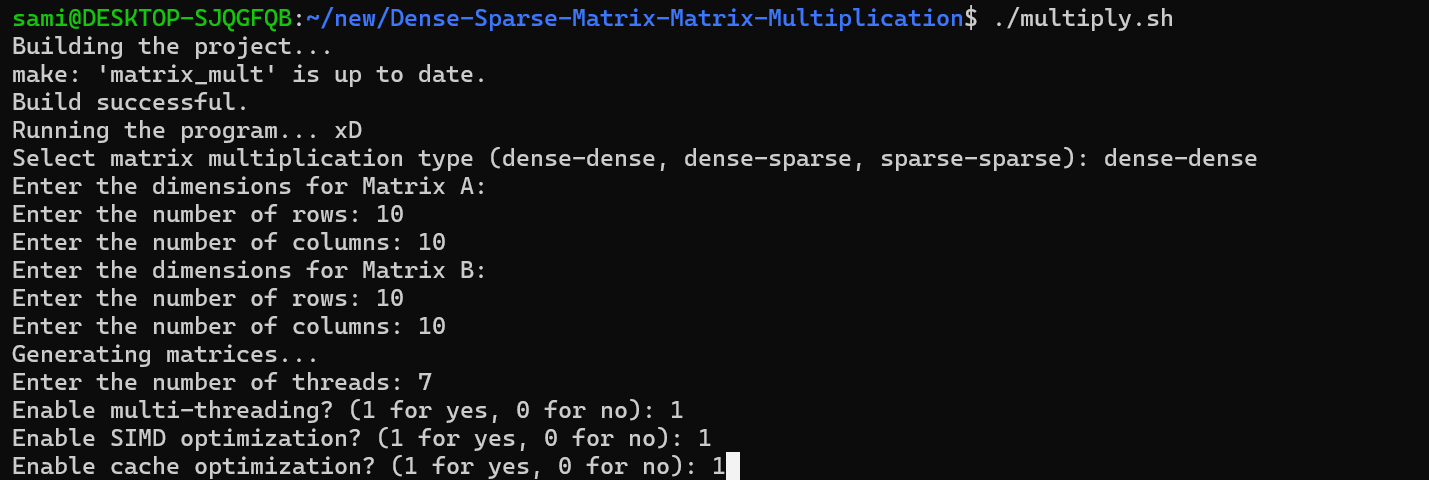 sami@DESKTOP-SJQGFQB:~/new/Dense-Sparse-Matrix-Matrix-Multiplication$ ./multiply.sh
Building the project...
make: 'matrix_mult' is up to date.
Build successful.
Running the program... xD
Select matrix multiplication type (dense-dense, dense-sparse, sparse-sparse): dense-dense
Enter the dimensions for Matrix A:
Enter the number of rows: 10
Enter the number of columns: 10
Enter the dimensions for Matrix B:
Enter the number of rows: 10
Enter the number of columns: 10
Generating matrices...
Enter the number of threads: 7
Enable multi-threading? (1 for yes, 0 for no): 1
Enable SIMD optimization? (1 for yes, 0 for no): 1
Enable cache optimization? (1 for yes, 0 for no): 1